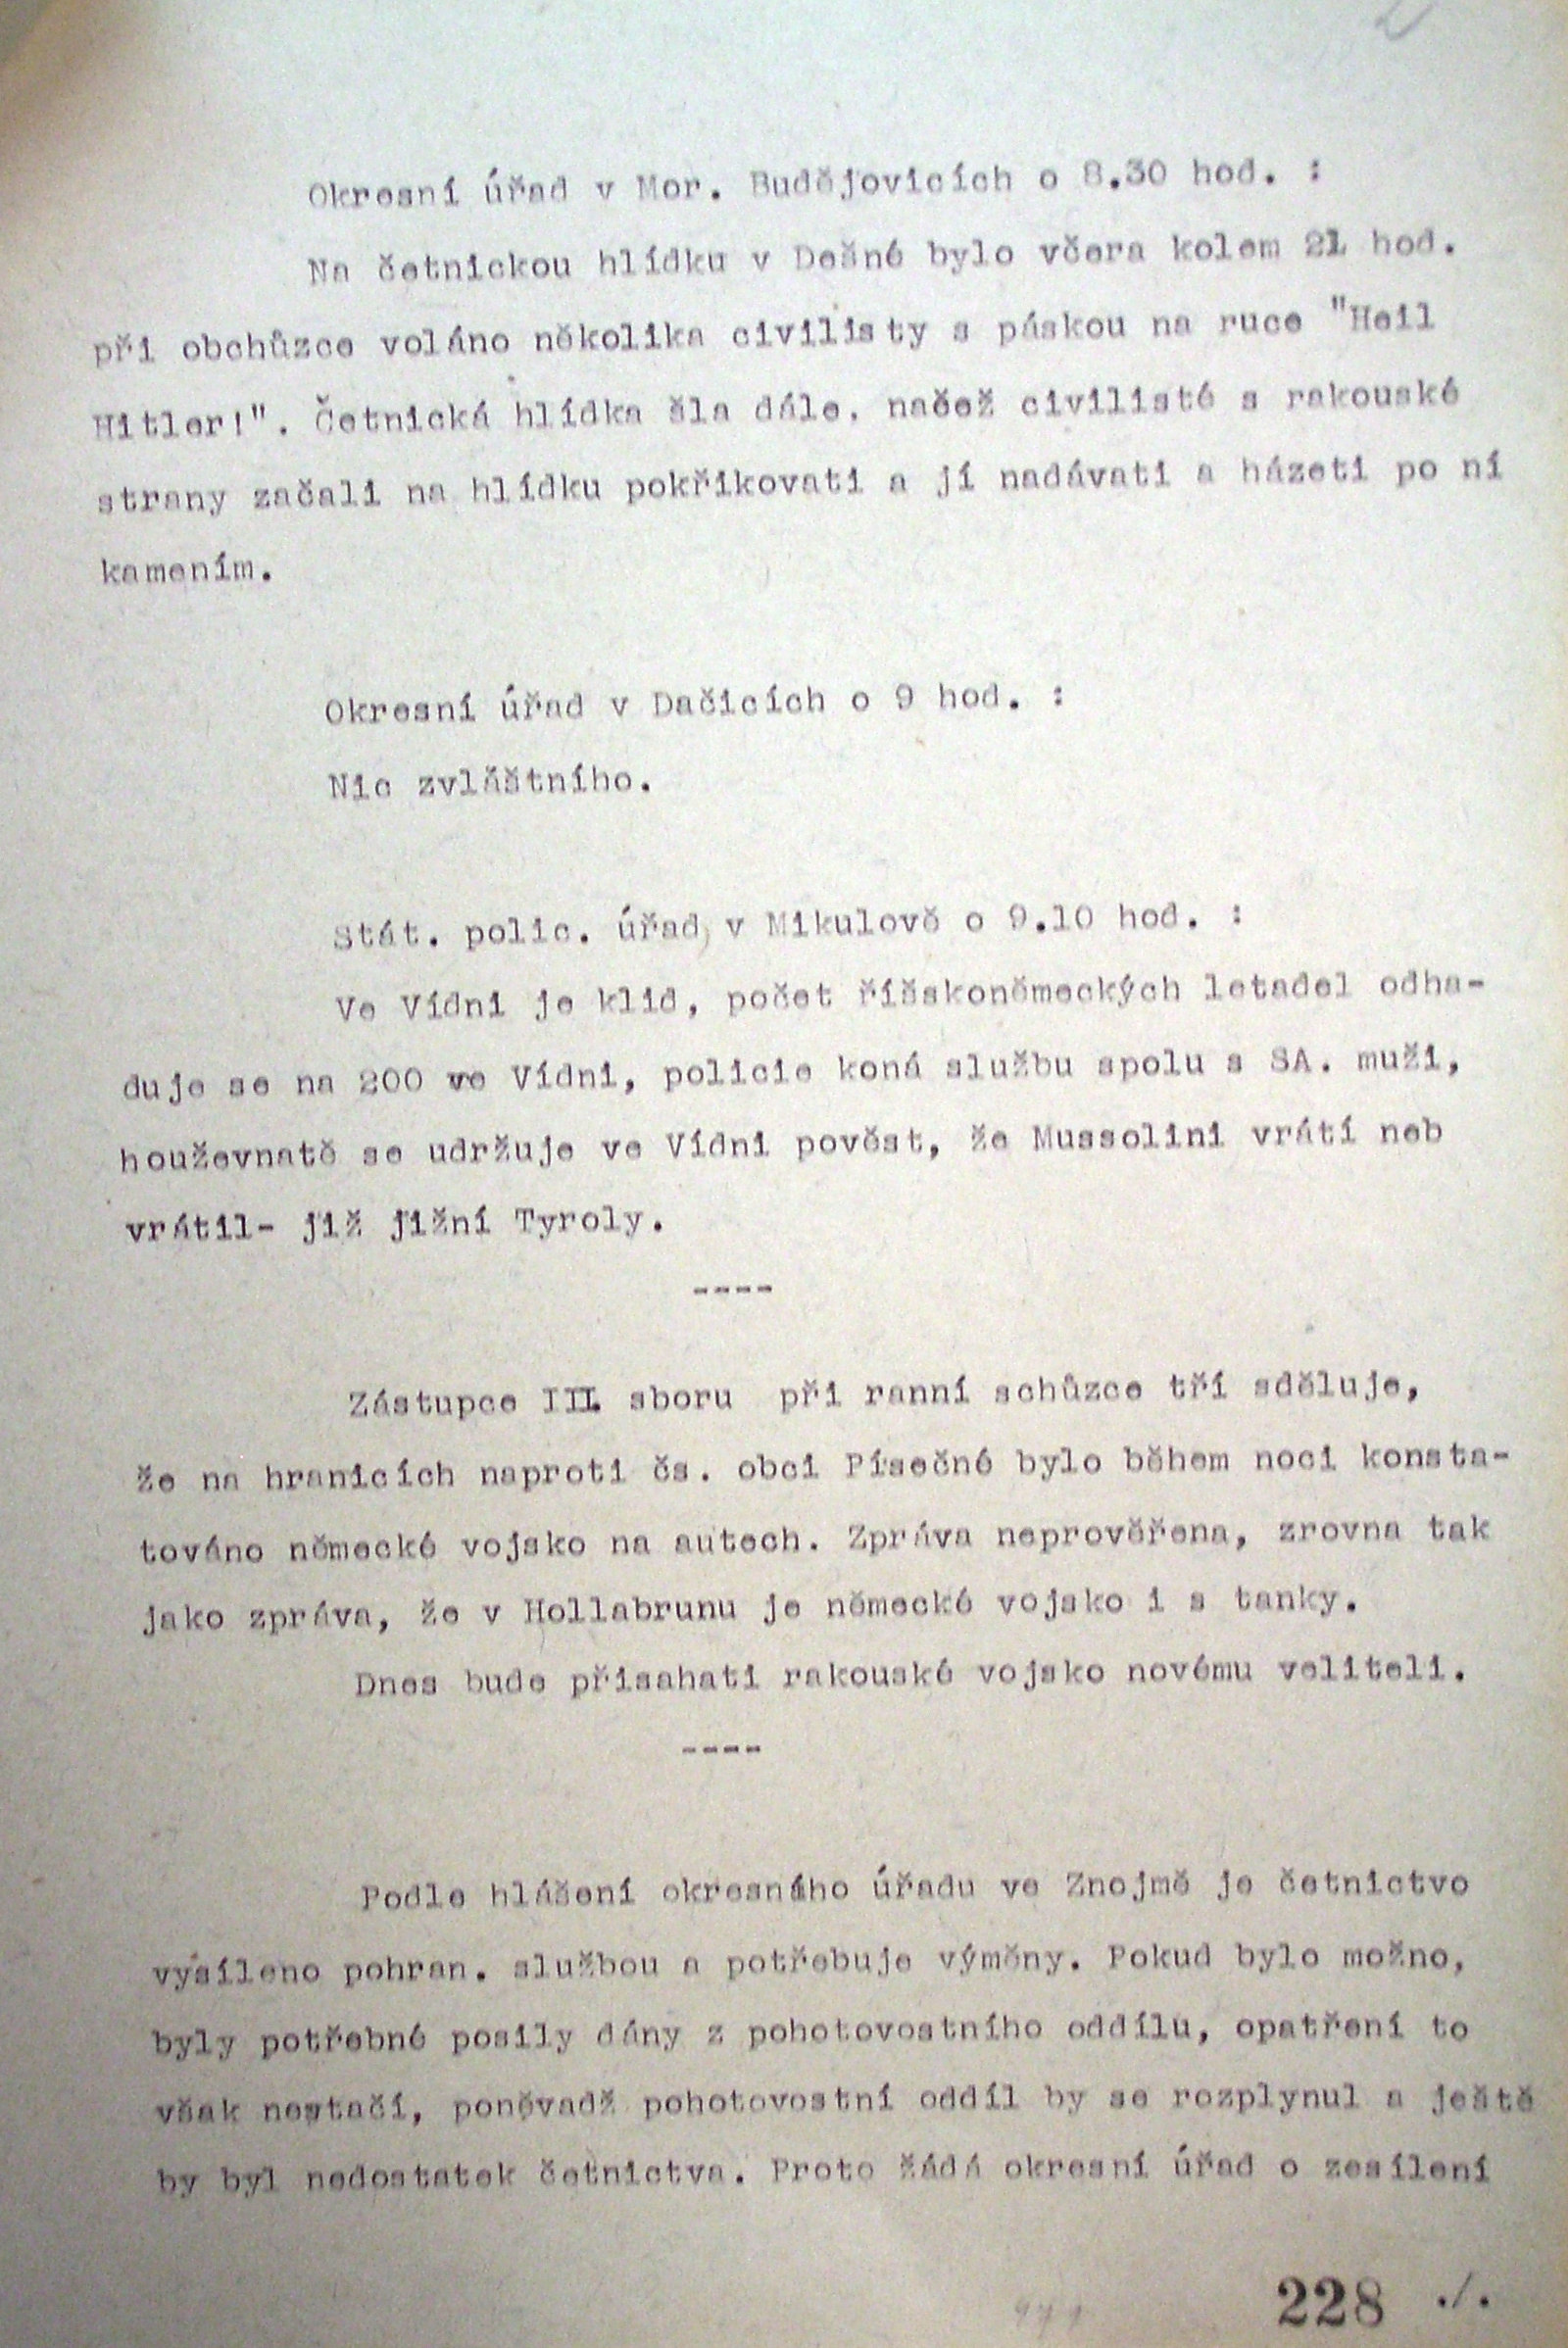 Okresní úřad v Mor. Budějovicích o 8.30 hod. :
Na četnickou hlídku v Dešné bylo včera kolem 21 hod.
při obchůzce voláno několika civilisty s páskou na ruce "Heil
Hitler!". Četnická hlídka šla dále, načež civilisté s rakouské
strany začali na hlídku pokřikovati a jí nadávati a házeti po ní
kamením.
Okresní úřad v Dačicích o 9 hod. :
Nic zvláštního.
Stát. polic. úřad v Mikulově o 9.10 hod. :
Ve Vídni je klid, počet říšskoněmeckých letadel odha-
duje se na 200 ve Vídni, policie koná službu spolu s SA. muži,
houževnatě se udržuje ve Vídni pověst, že Mussolini vrátí neb
vrátil- již jižní Tyroly.
----
Zástupce III. sboru při ranní schůzce tří sděluje,
že na hranicích naproti čs. obci Písečné bylo během noci konsta-
továno německé vojsko na autech. Zpráva neprověřena, zrovna tak
jako zpráva, že v Hollabrunu je německé vojsko i s tanky.
Dnes bude přisahati rakouské vojsko novému veliteli.
----
Podle hlášení okresního úřadu ve Znojmě je četnictvo
vysíleno pohran. službou a potřebuje výměny. Pokud bylo možno,
byly potřebné posily dány z pohotovostního oddílu, opatření to
však nestačí, poněvadž pohotovostní oddíl by se rozplynul a ještě
by byl nedostatek četnictva. Proto žádá okresní úřad o zesílení
228 ./.